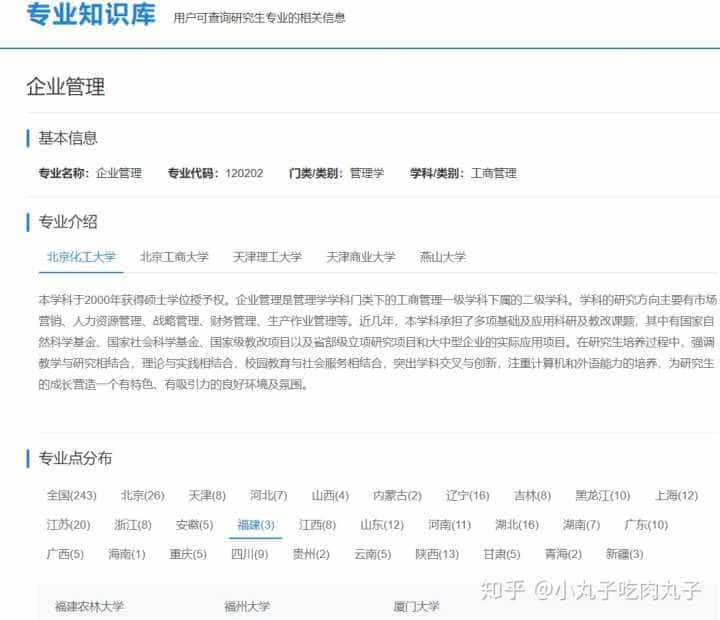 专业知识库 用户可查询研究生专业的相关信息
企业管理
基本信息
专业名称：企业管理 专业代码：120202 门类/类别：管理学 学科/类别：工商管理
专业介绍
北京化工大学 北京工商大学 天津理工大学 天津商业大学 燕山大学
本学科于2000年获得硕士学位授予权。企业管理是管理学学科门类下的工商管理一级学科下属的二级学科。学科的研究方向主要有市场
营销、人力资源管理、战略管理、财务管理、生产作业管理等。近几年，本学科承担了多项基础及应用科研及教改课题，其中有国家自
然科学基金、国家社会科学基金、国家级教改项目以及省部级立项研究项目和大中型企业的实际应用项目。在研究生培养过程中，强调
教学与研究相结合，理论与实践相结合，校园教育与社会服务相结合，突出学科交叉与创新，注重计算机和外语能力的培养，为研究生
的成长营造一个有特色、有吸引力的良好环境及氛围。
专业点分布
全国(243) 北京(26) 天津(8) 河北(7) 山西(4) 内蒙古(2) 辽宁(16) 吉林(8) 黑龙江(10) 上海(12)
江苏(20) 浙江(8) 安徽(5) 福建(3) 江西(8) 山东(12) 河南(11) 湖北(16) 湖南(7) 广东(10)
广西(5) 海南(1) 重庆(5) 四川(9) 贵州(2) 云南(5) 陕西(13) 甘肃(5) 青海(2) 新疆(3)
知乎 @小丸子吃肉丸子
福建农林大学 福州大学 厦门大学